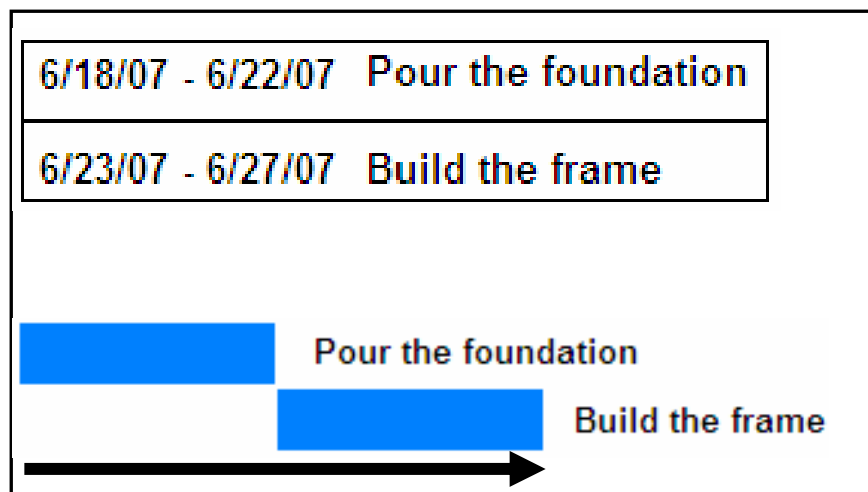 6/18/07 - 6/22/07 Pour the foundation
6/23/07 - 6/27/07 Build the frame
Pour the foundation
Build the frame